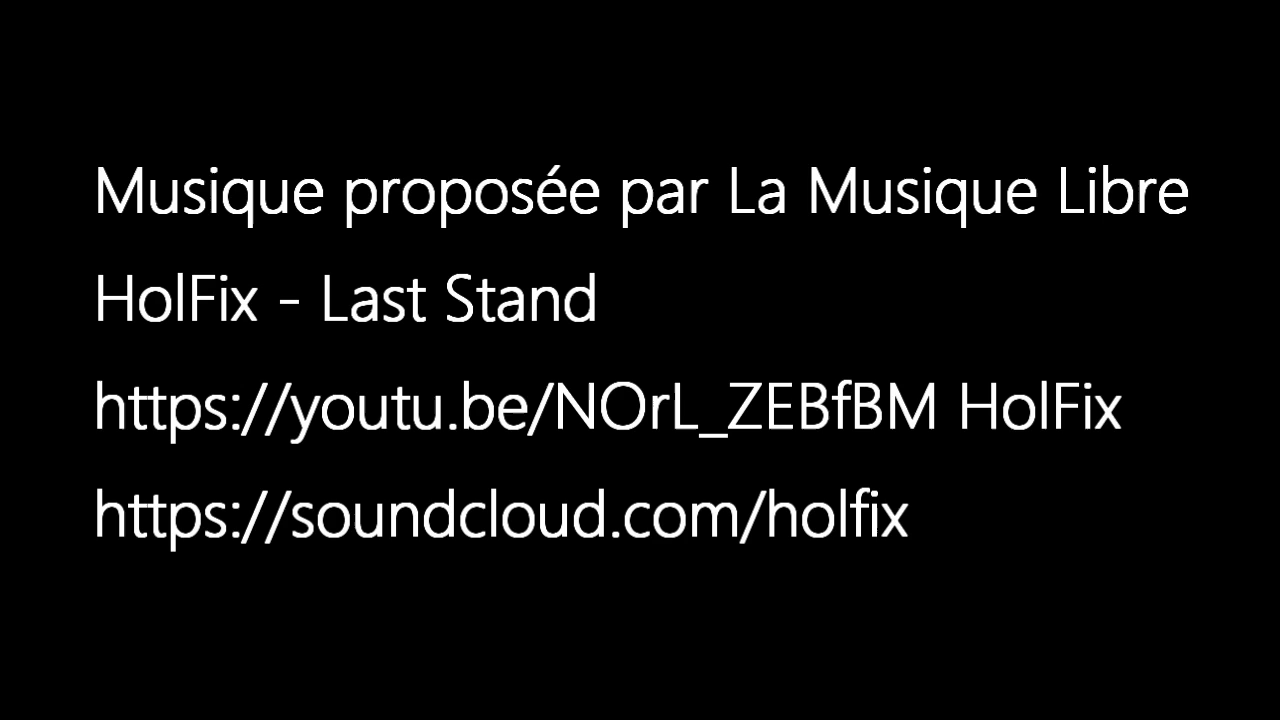 Musique proposée par La Musique Libre
HolFix - Last Stand
https://youtu.be/NOrL_ZEBfBM HolFix
https://soundcloud.com/holfix